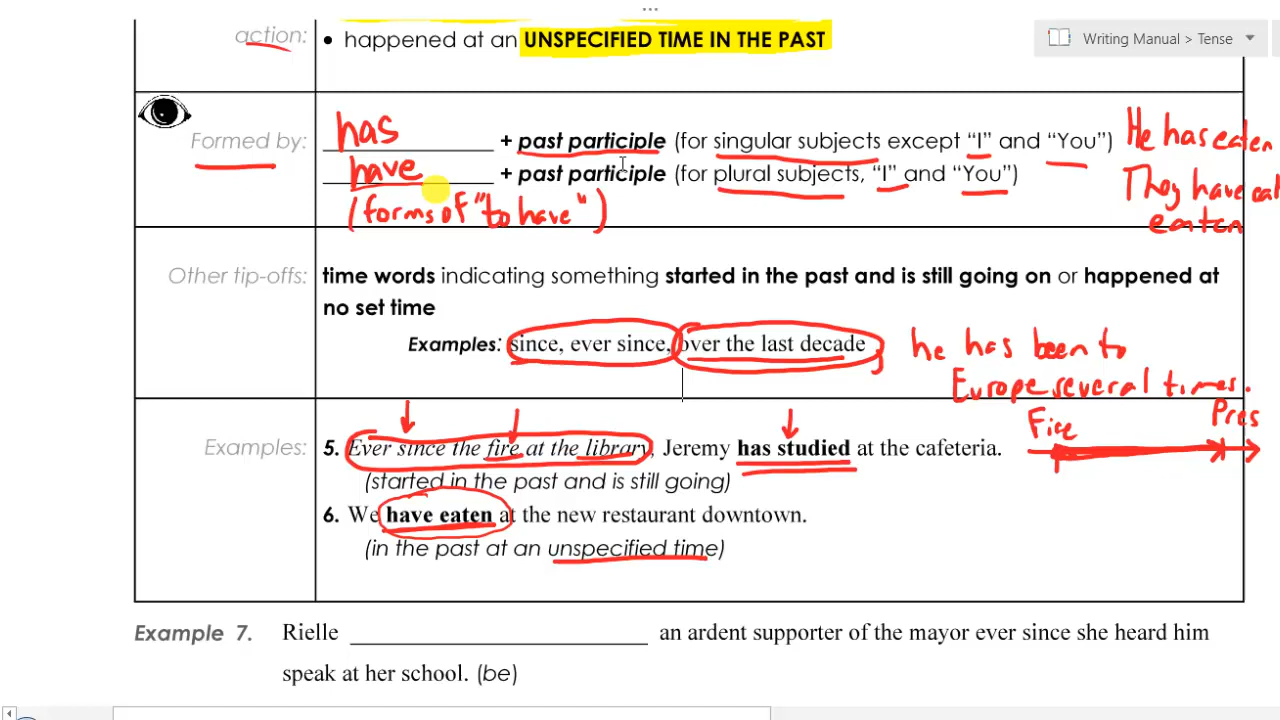 action: • happened at an UNSPECIFIED TIME IN THE PAST
Writing Manual > Tense
Formed by: has + past participle (for singular subjects except “I” and “You”) He has eaten
have + past participle (for plural subjects, “I” and “You”) They have eat
(forms of "to have") eaten
Other tip-offs: time words indicating something started in the past and is still going on or happened at
no set time
Examples: since, ever since, over the last decade he has been to
Europe several times.
Fire Pres
Examples: 5. Ever since the fire at the library, Jeremy has studied at the cafeteria.
(started in the past and is still going)
6. We have eaten at the new restaurant downtown.
(in the past at an unspecified time)
Example 7. Rielle ____________________ an ardent supporter of the mayor ever since she heard him
speak at her school. (be)